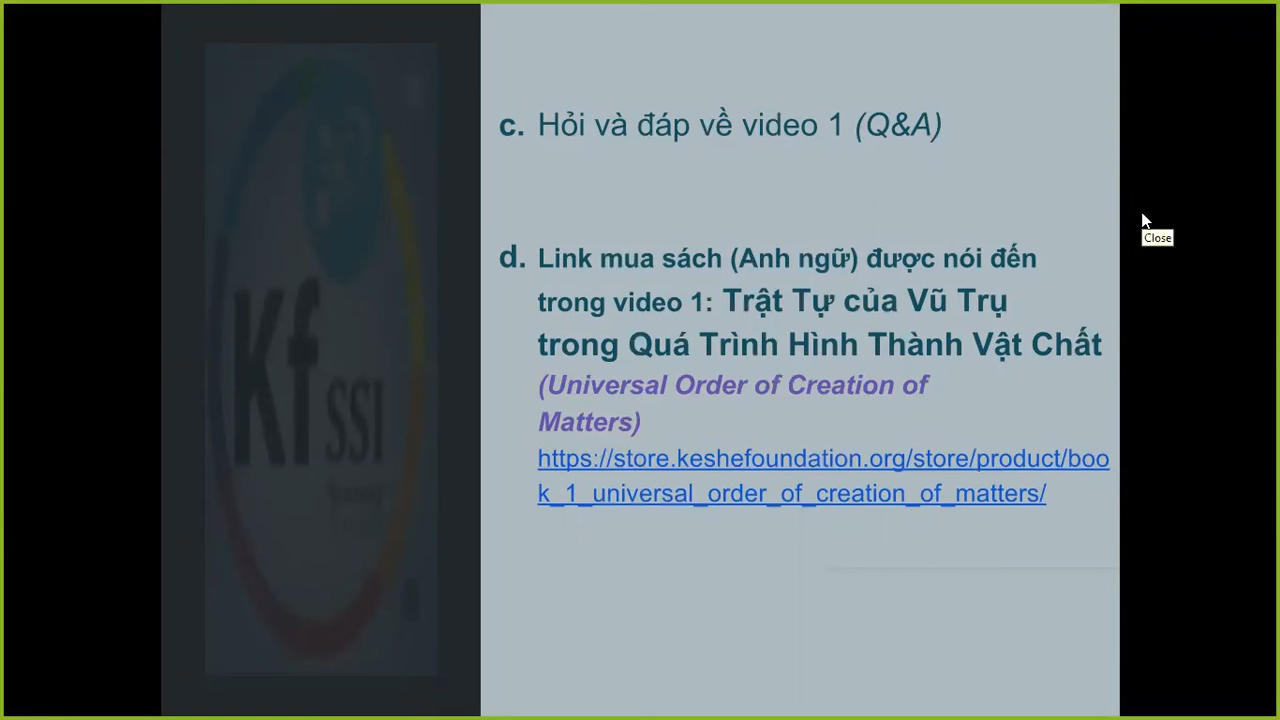 c. Hỏi và đáp về video 1 (Q&A)
d. Link mua sách (Anh ngữ) được nói đến
trong video 1: Trật Tự của Vũ Trụ
trong Quá Trình Hình Thành Vật Chất
(Universal Order of Creation of
Matters)
https://store.keshefoundation.org/store/product/boo
k_1_universal_order_of_creation_of_matters/
Close
Kf
SSI